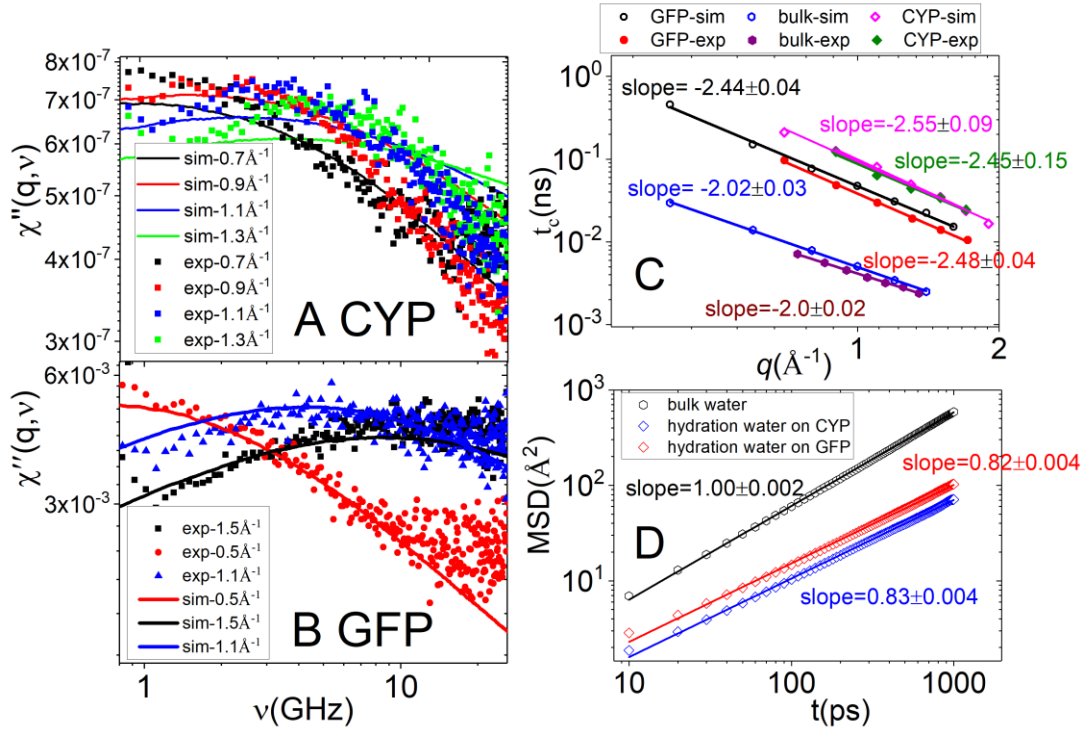 8x10⁻⁷
7x10⁻⁷
6x10⁻⁷
5x10⁻⁷
4x10⁻⁷
3x10⁻⁷
χ''(q,ν)
sim-0.7Å⁻¹
sim-0.9Å⁻¹
sim-1.1Å⁻¹
sim-1.3Å⁻¹
exp-0.7Å⁻¹
exp-0.9Å⁻¹
exp-1.1Å⁻¹
exp-1.3Å⁻¹
A CYP
6x10⁻³
3x10⁻³
χ''(q,ν)
exp-1.5Å⁻¹
exp-0.5Å⁻¹
exp-1.1Å⁻¹
sim-0.5Å⁻¹
sim-1.5Å⁻¹
sim-1.1Å⁻¹
B GFP
1
10
ν(GHz)
GFP-sim
bulk-sim
CYP-sim
GFP-exp
bulk-exp
CYP-exp
10⁰
10⁻¹
10⁻²
10⁻³
t_c(ns)
slope= -2.44±0.04
slope=-2.55±0.09
slope=-2.45±0.15
slope= -2.02±0.03
slope=-2.48±0.04
slope=-2.0±0.02
C
1
2
q(Å⁻¹)
10³
10²
10¹
MSD(Å²)
bulk water
hydration water on CYP
hydration water on GFP
slope=0.82±0.004
slope=1.00±0.002
D
slope=0.83±0.004
10
100
1000
t(ps)